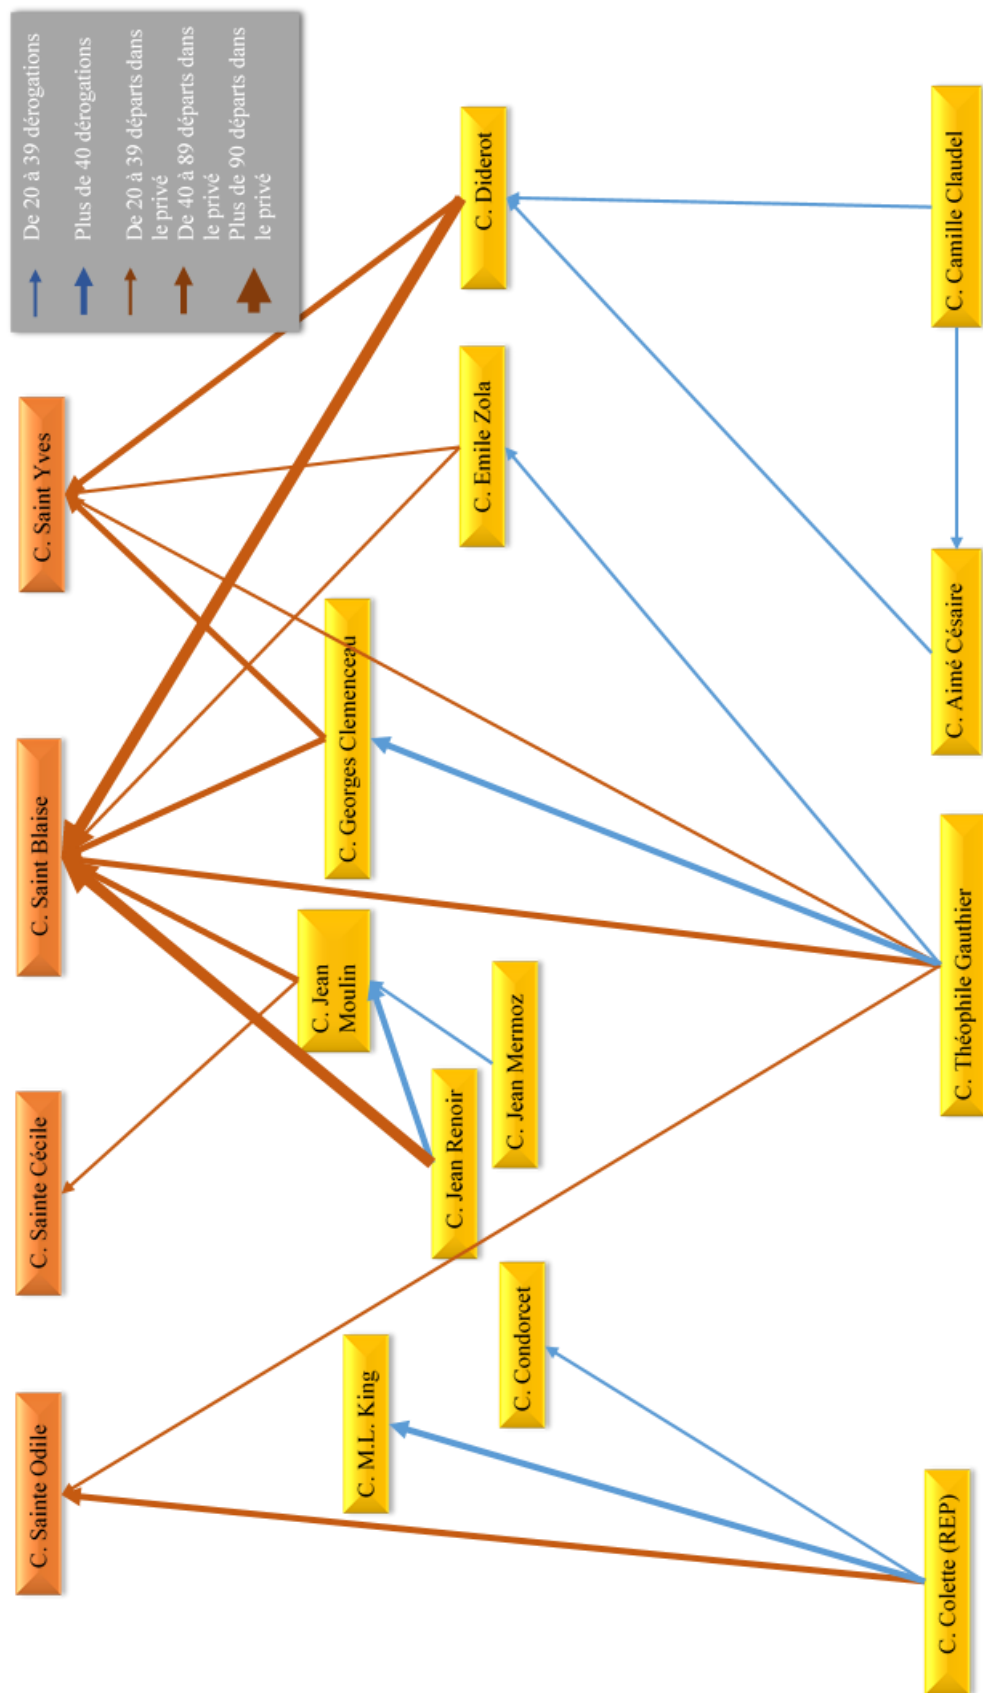 De 20 à 39 dérogations
Plus de 40 dérogations
De 20 à 39 départs dans
le privé
De 40 à 89 départs dans
le privé
Plus de 90 départs dans
le privé
C. Sainte Odile
C. Sainte Cécile
C. Saint Blaise
C. Saint Yves
C. Jean
Moulin
C. Georges Clemenceau
C. M.L. King
C. Jean Renoir
C. Emile Zola
C. Diderot
C. Condorcet
C. Jean Mermoz
C. Colette (REP)
C. Théophile Gauthier
C. Aimé Césaire
C. Camille Claudel